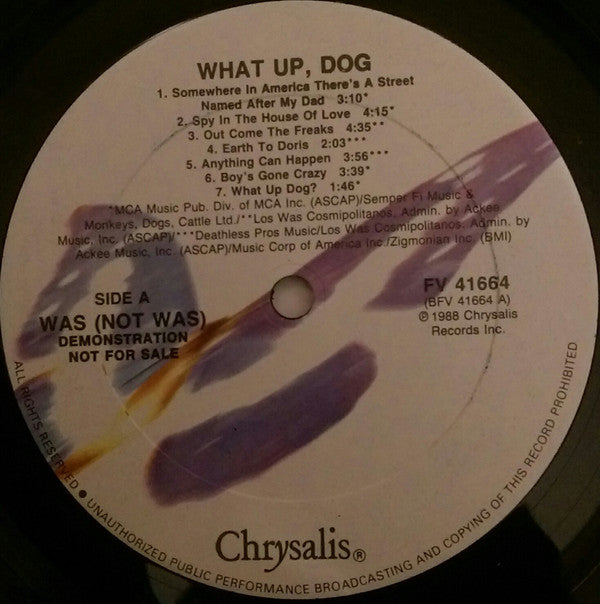 WHAT UP, DOG
1. Somewhere In America There's A Street
Named After My Dad 3:10*
2. Spy In The House Of Love 4:15*
3. Out Come The Freaks 4:35**
4. Earth To Doris 2:03***
5. Anything Can Happen 3:56***
6. Boy's Gone Crazy 3:39*
7. What Up Dog? 1:46*
*MCA Music Pub. Div. of MCA Inc. (ASCAP)/Semper Fi Music &
Monkeys, Dogs, Cattle Ltd./**Los Was Cosmipolitanos, Admin. by Ackee
Music, Inc. (ASCAP)/***Deathless Pros Music/Los Was Cosmipolitanos, Admin. by
Ackee Music, Inc. (ASCAP)/Music Corp of America Inc./Zigmonian Inc. (BMI)
SIDE A
WAS (NOT WAS)
DEMONSTRATION
NOT FOR SALE
FV 41664
(BFV 41664 A)
℗ 1988 Chrysalis
Records Inc.
Chrysalis®
ALL RIGHTS RESERVED ● UNAUTHORIZED PUBLIC PERFORMANCE BROADCASTING AND COPYING OF THIS RECORD PROHIBITED